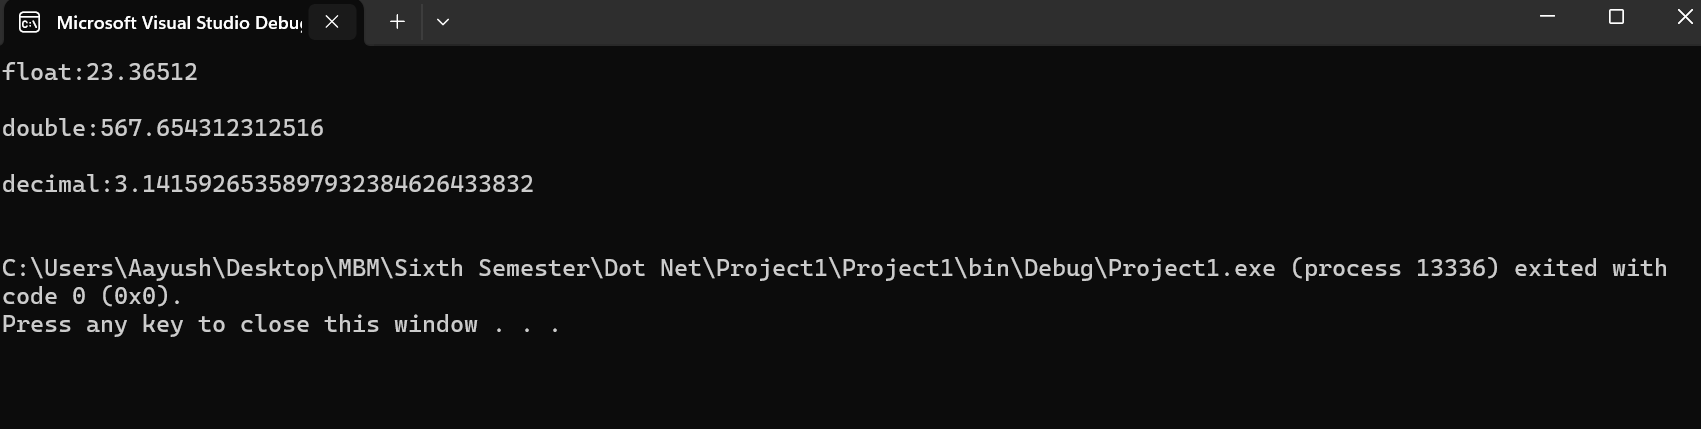 Microsoft Visual Studio Debu
float:23.36512
double:567.654312312516
decimal:3.1415926535897932384626433832
C:\Users\Aayush\Desktop\MBM\Sixth Semester\Dot Net\Project1\Project1\bin\Debug\Project1.exe (process 13336) exited with
code 0 (0x0).
Press any key to close this window . . .